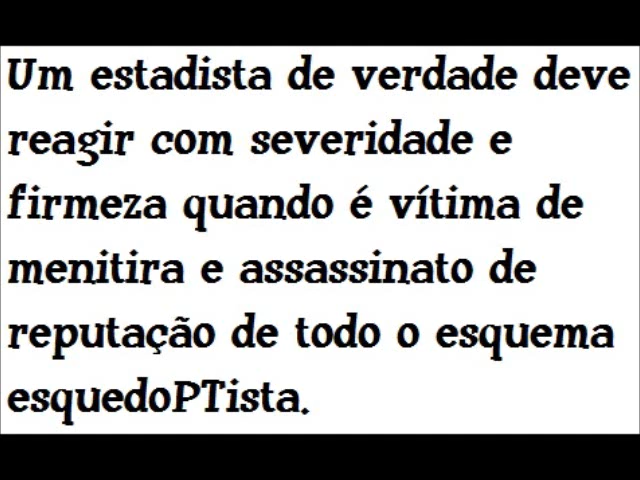 Um estadista de verdade deve
reagir com severidade e
firmeza quando é vítima de
menitira e assassinato de
reputação de todo o esquema
esquedoPTista.